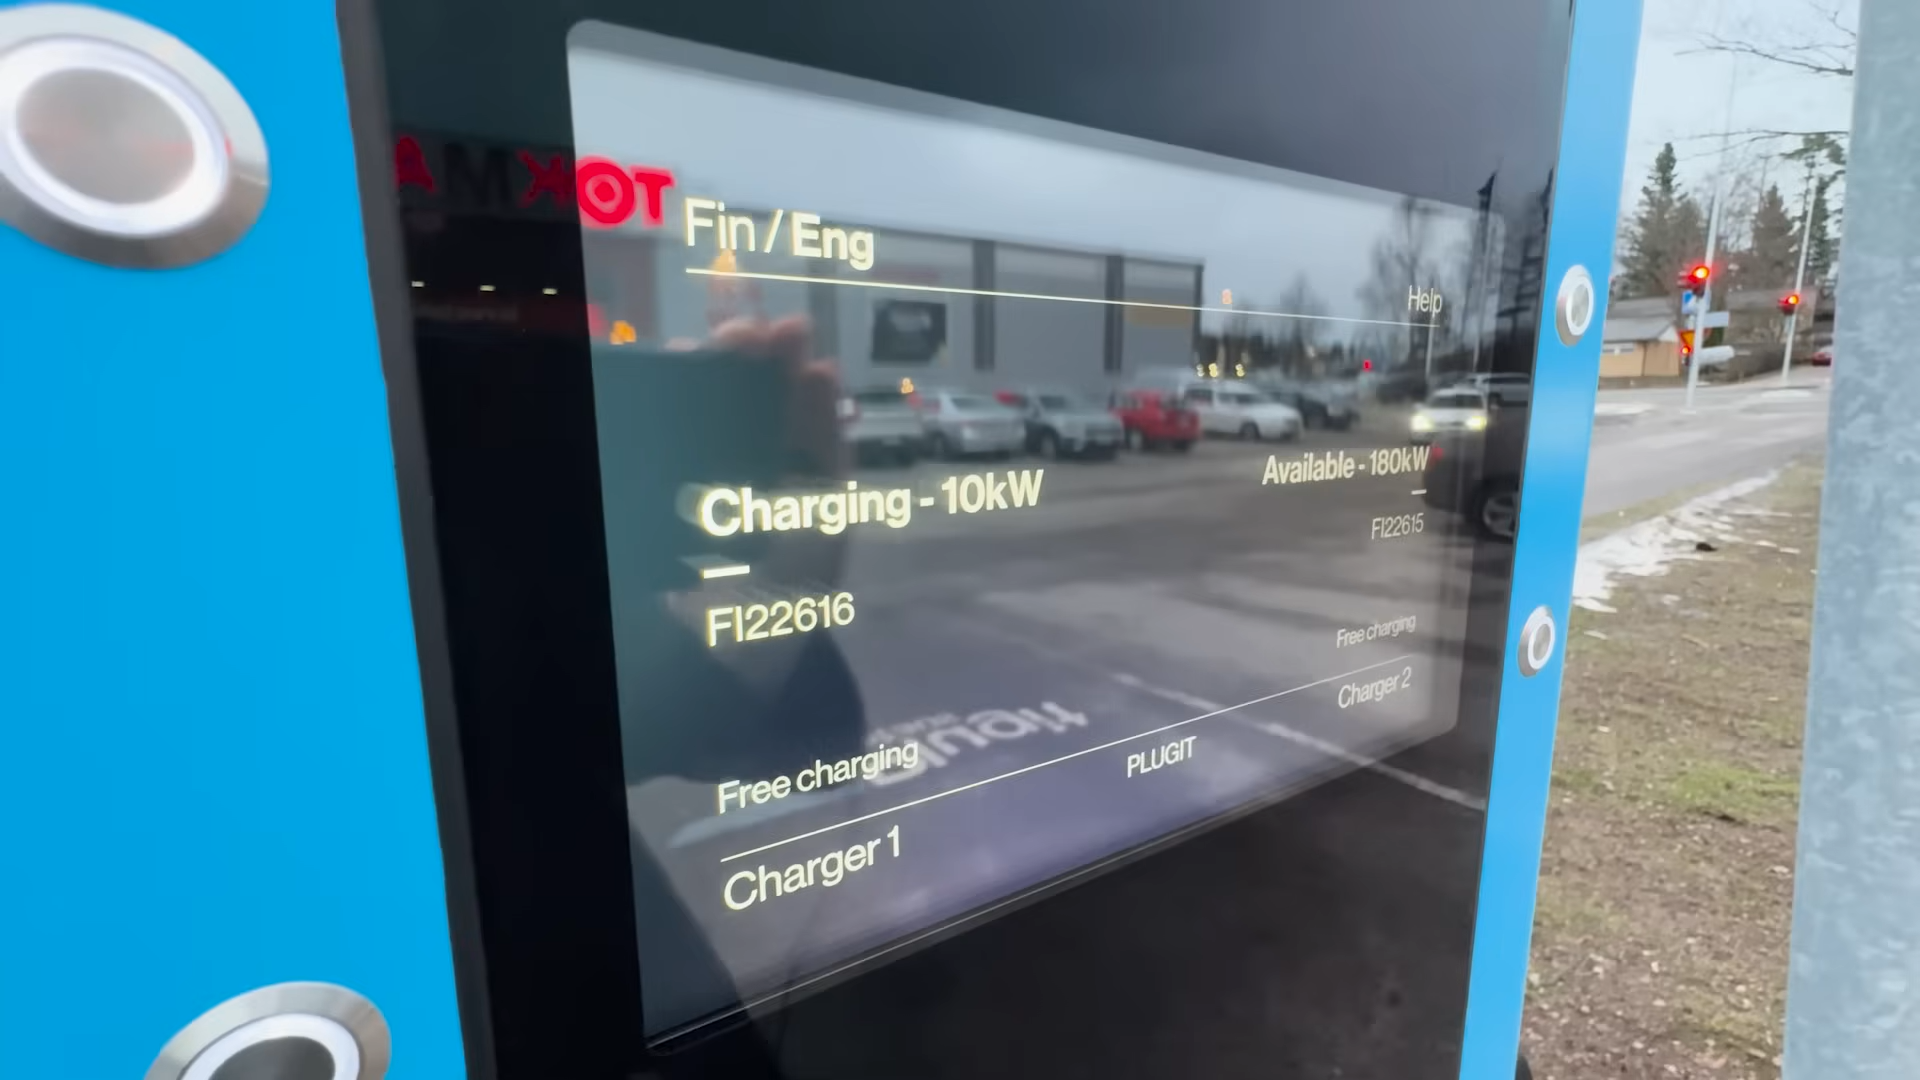 Fin / Eng
Help
Charging - 10kW
FI22616
Available - 180kW
FI22615
Free charging
Charger 1
PLUGIT
Free charging
Charger 2